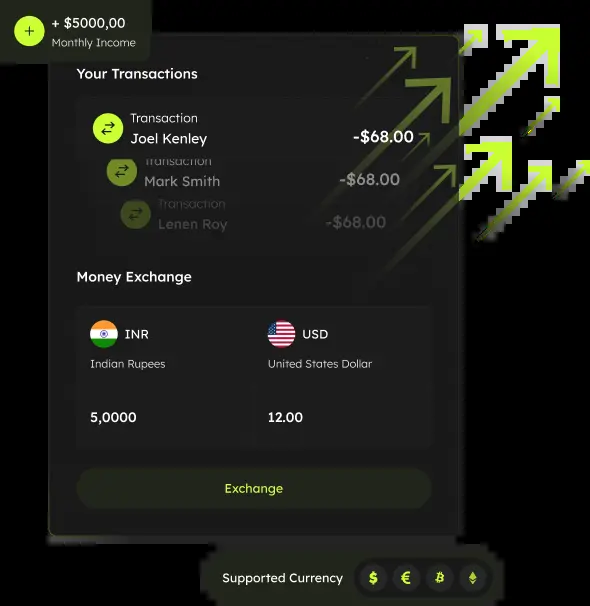 + $5000,00
Monthly Income
Your Transactions
Transaction
Joel Kenley
-$68.00
Transaction
Mark Smith
-$68.00
Transaction
Lenen Roy
-$68.00
Money Exchange
INR
Indian Rupees
5,0000
USD
United States Dollar
12.00
Exchange
Supported Currency